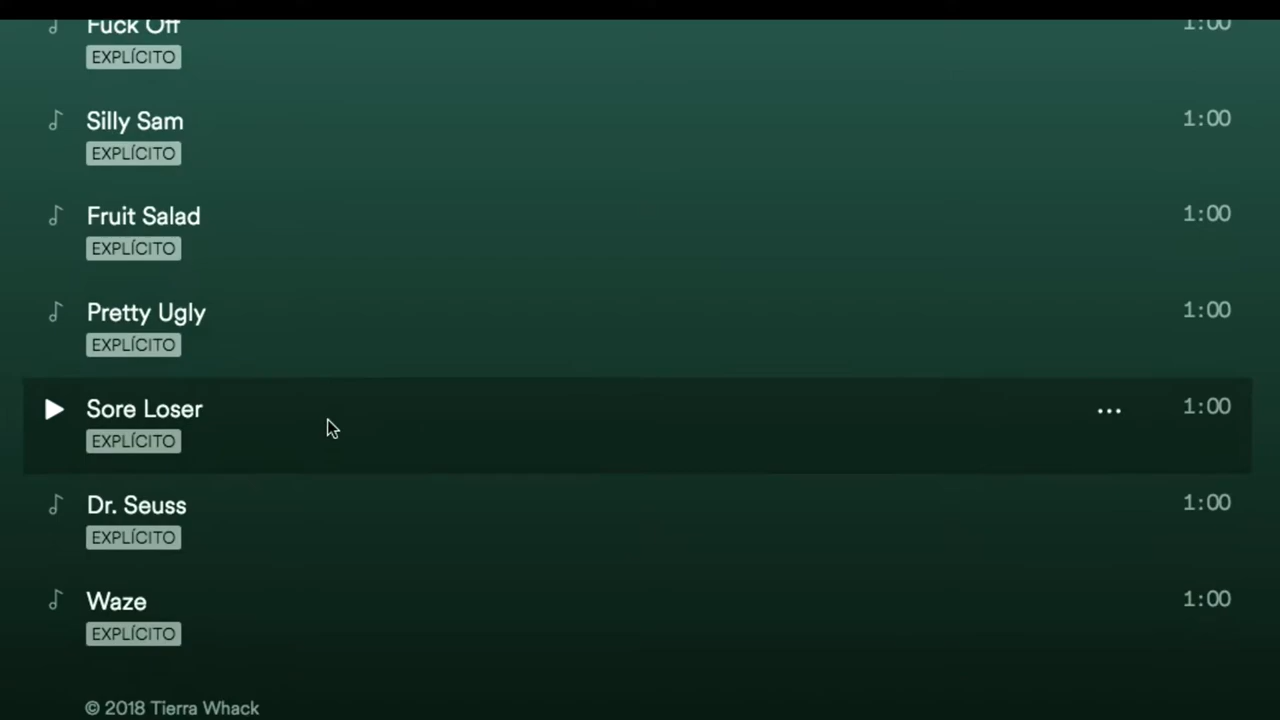 Fuck Off 1:00
EXPLÍCITO
Silly Sam 1:00
EXPLÍCITO
Fruit Salad 1:00
EXPLÍCITO
Pretty Ugly 1:00
EXPLÍCITO
Sore Loser ... 1:00
EXPLÍCITO
Dr. Seuss 1:00
EXPLÍCITO
Waze 1:00
EXPLÍCITO
© 2018 Tierra Whack